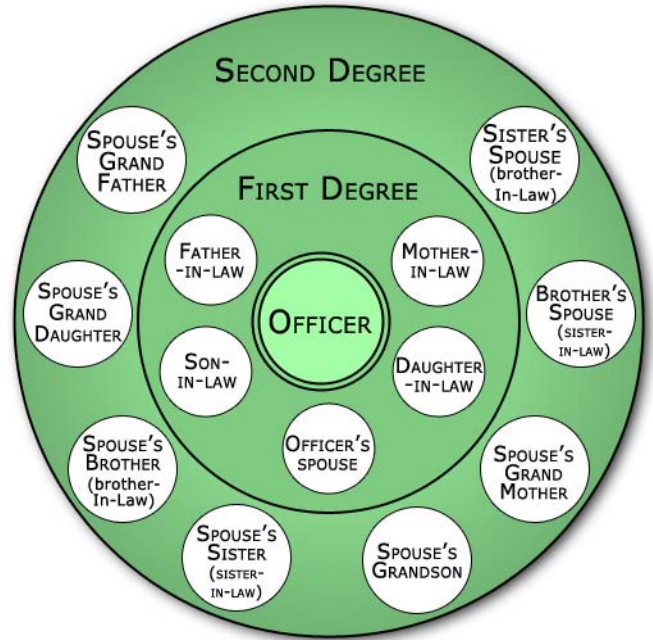 SECOND DEGREE
SPOUSE'S
GRAND
FATHER
SISTER'S
SPOUSE
(brother-
In-Law)
FIRST DEGREE
FATHER
-IN-LAW
MOTHER-
IN-LAW
SPOUSE'S
GRAND
DAUGHTER
OFFICER
BROTHER'S
SPOUSE
(SISTER-
IN-LAW)
SON-
IN-LAW
DAUGHTER
-IN-LAW
SPOUSE'S
BROTHER
(brother-
In-Law)
OFFICER'S
SPOUSE
SPOUSE'S
GRAND
MOTHER
SPOUSE'S
SISTER
(SISTER-
IN-LAW)
SPOUSE'S
GRANDSON